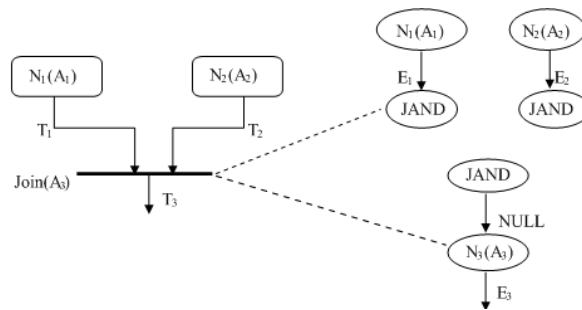 N₁(A₁)
N₂(A₂)
T₁
T₂
Join(A₃)
T₃
N₁(A₁)
N₂(A₂)
E₁
E₂
JAND
JAND
JAND
NULL
N₃(A₃)
E₃